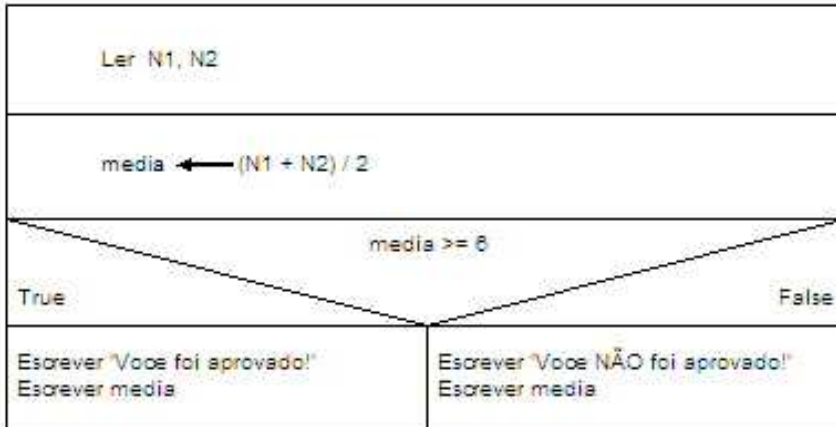 Ler N1, N2
media ← (N1 + N2) / 2
media >= 6
True
False
Escrever 'Voce foi aprovado!'
Escrever media
Escrever 'Voce NÃO foi aprovado!'
Escrever media